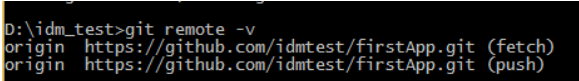 D:\idm_test>git remote -v
origin  https://github.com/idmtest/firstApp.git (fetch)
origin  https://github.com/idmtest/firstApp.git (push)